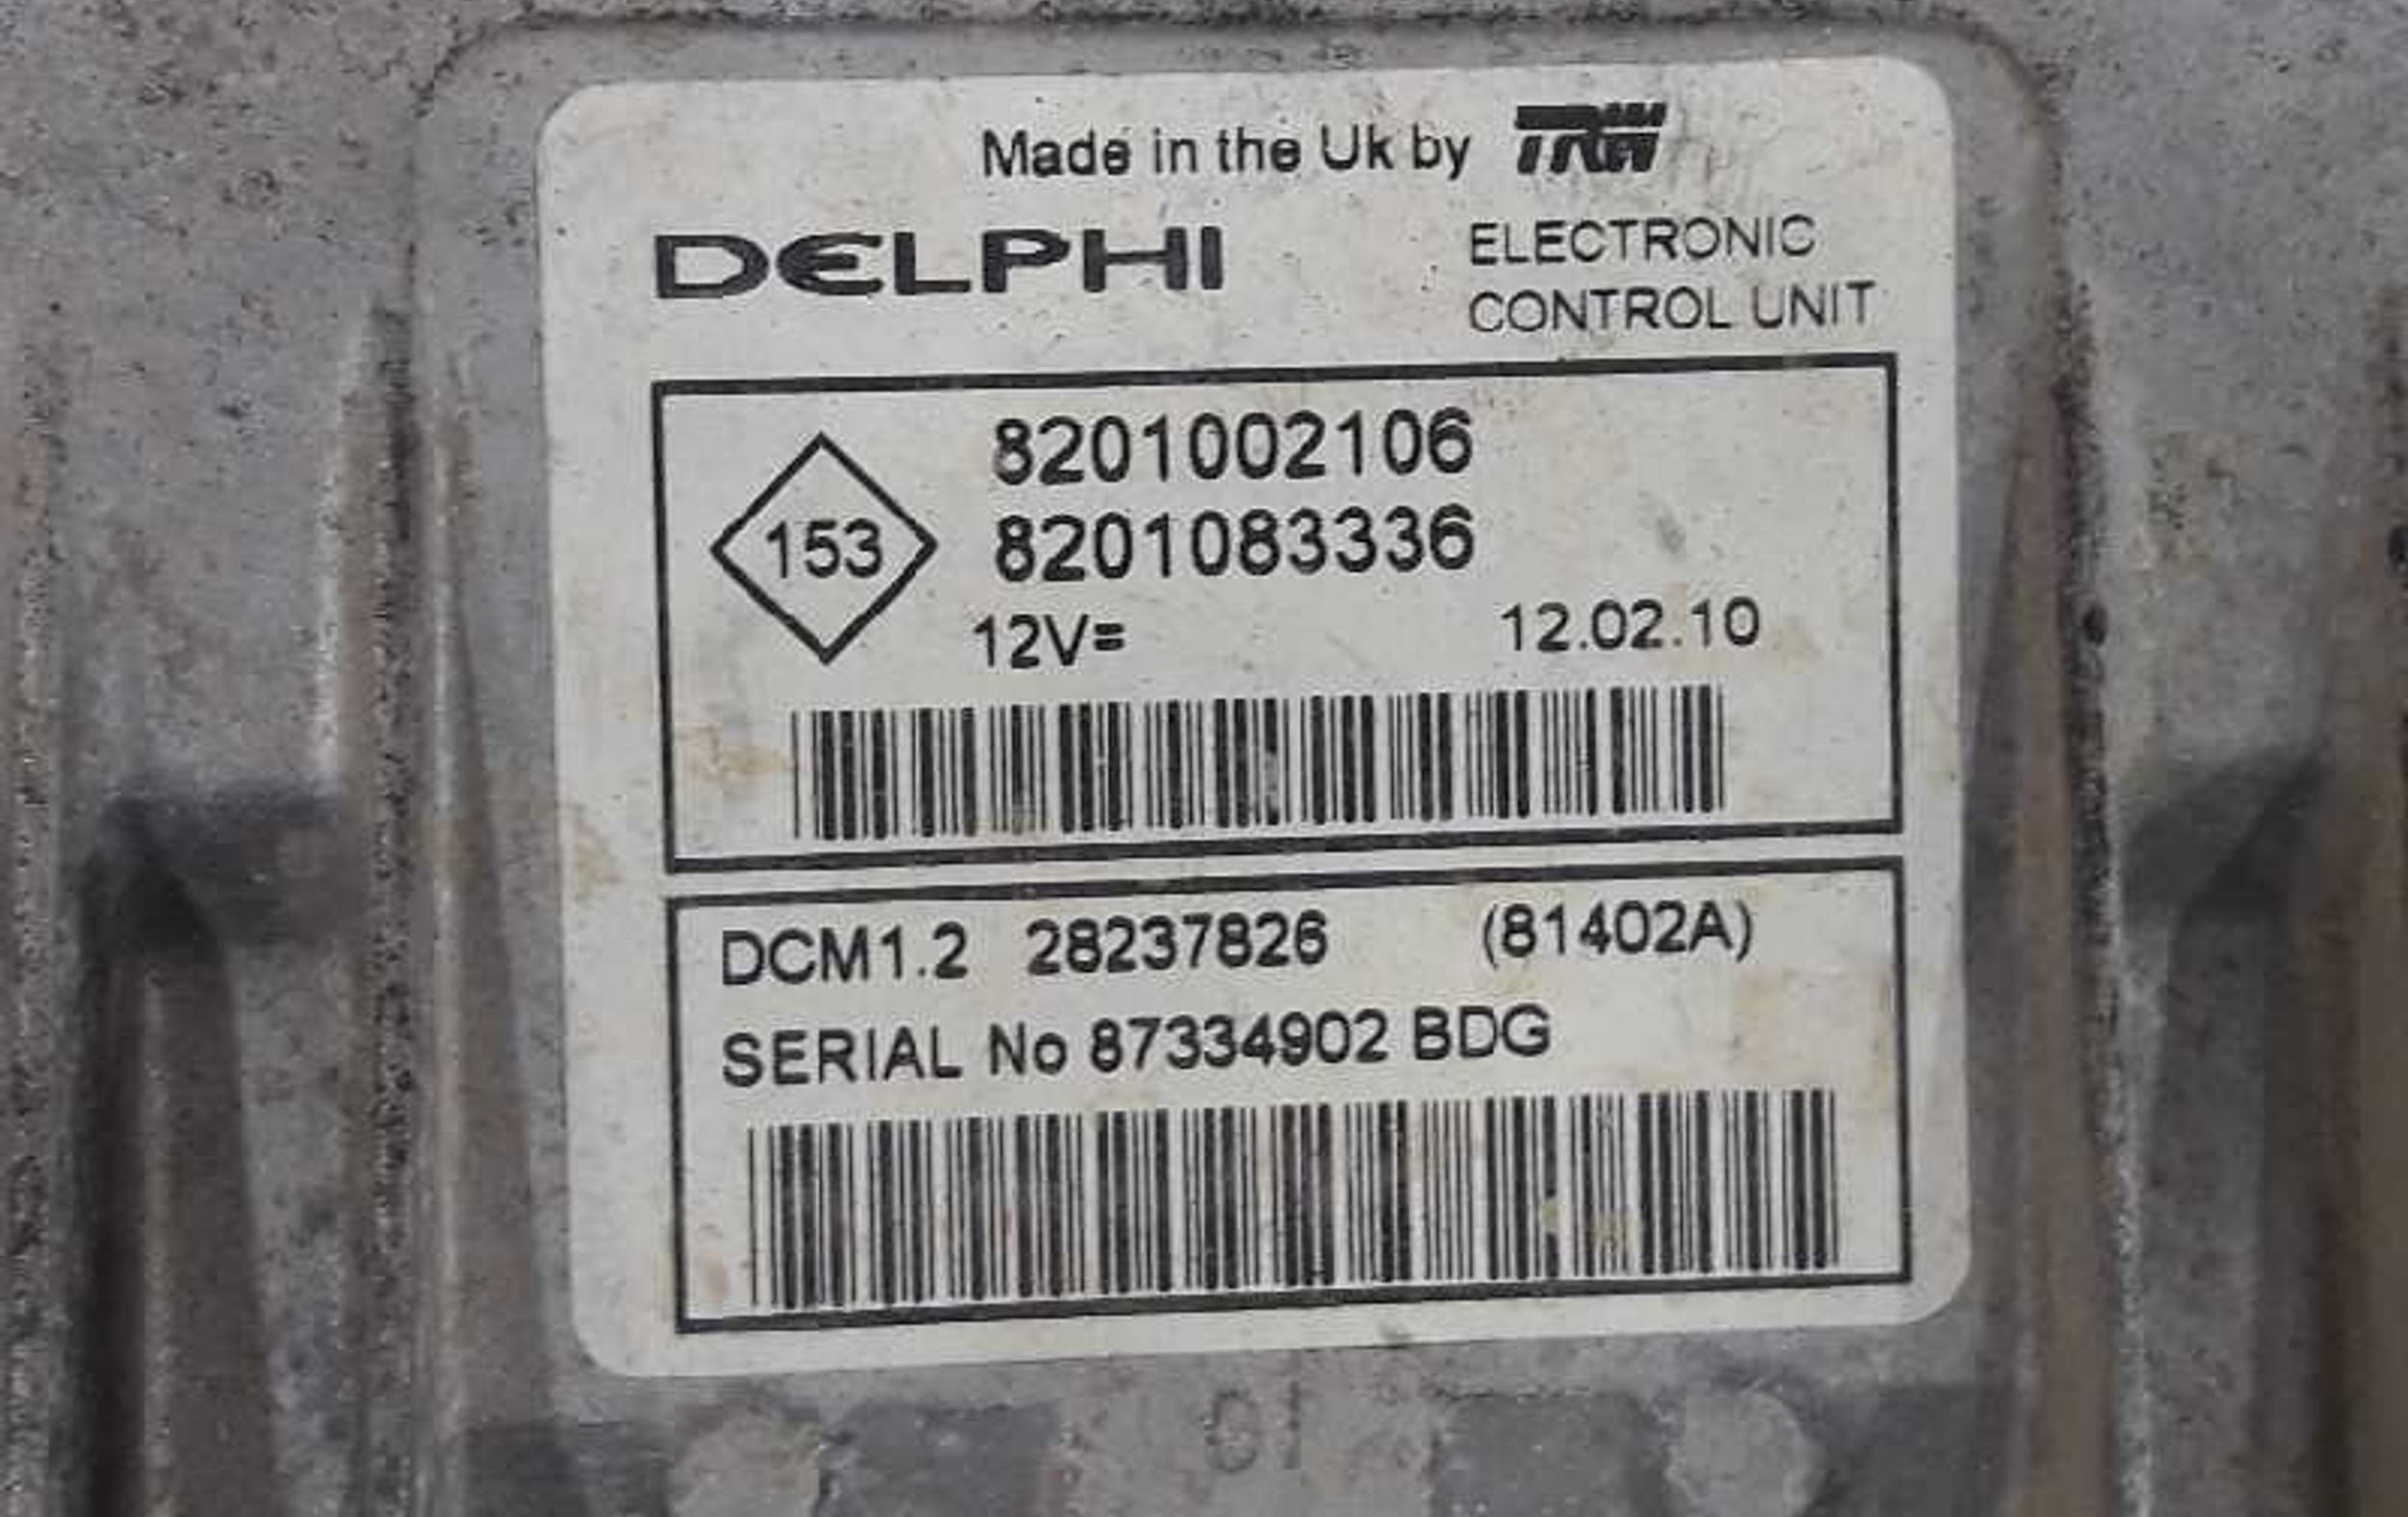 Made in the Uk by TRW
DELPHI
ELECTRONIC
CONTROL UNIT
8201002106
153
8201083336
12V=
12.02.10
DCM1.2 28237826 (81402A)
SERIAL No 87334902 BDG